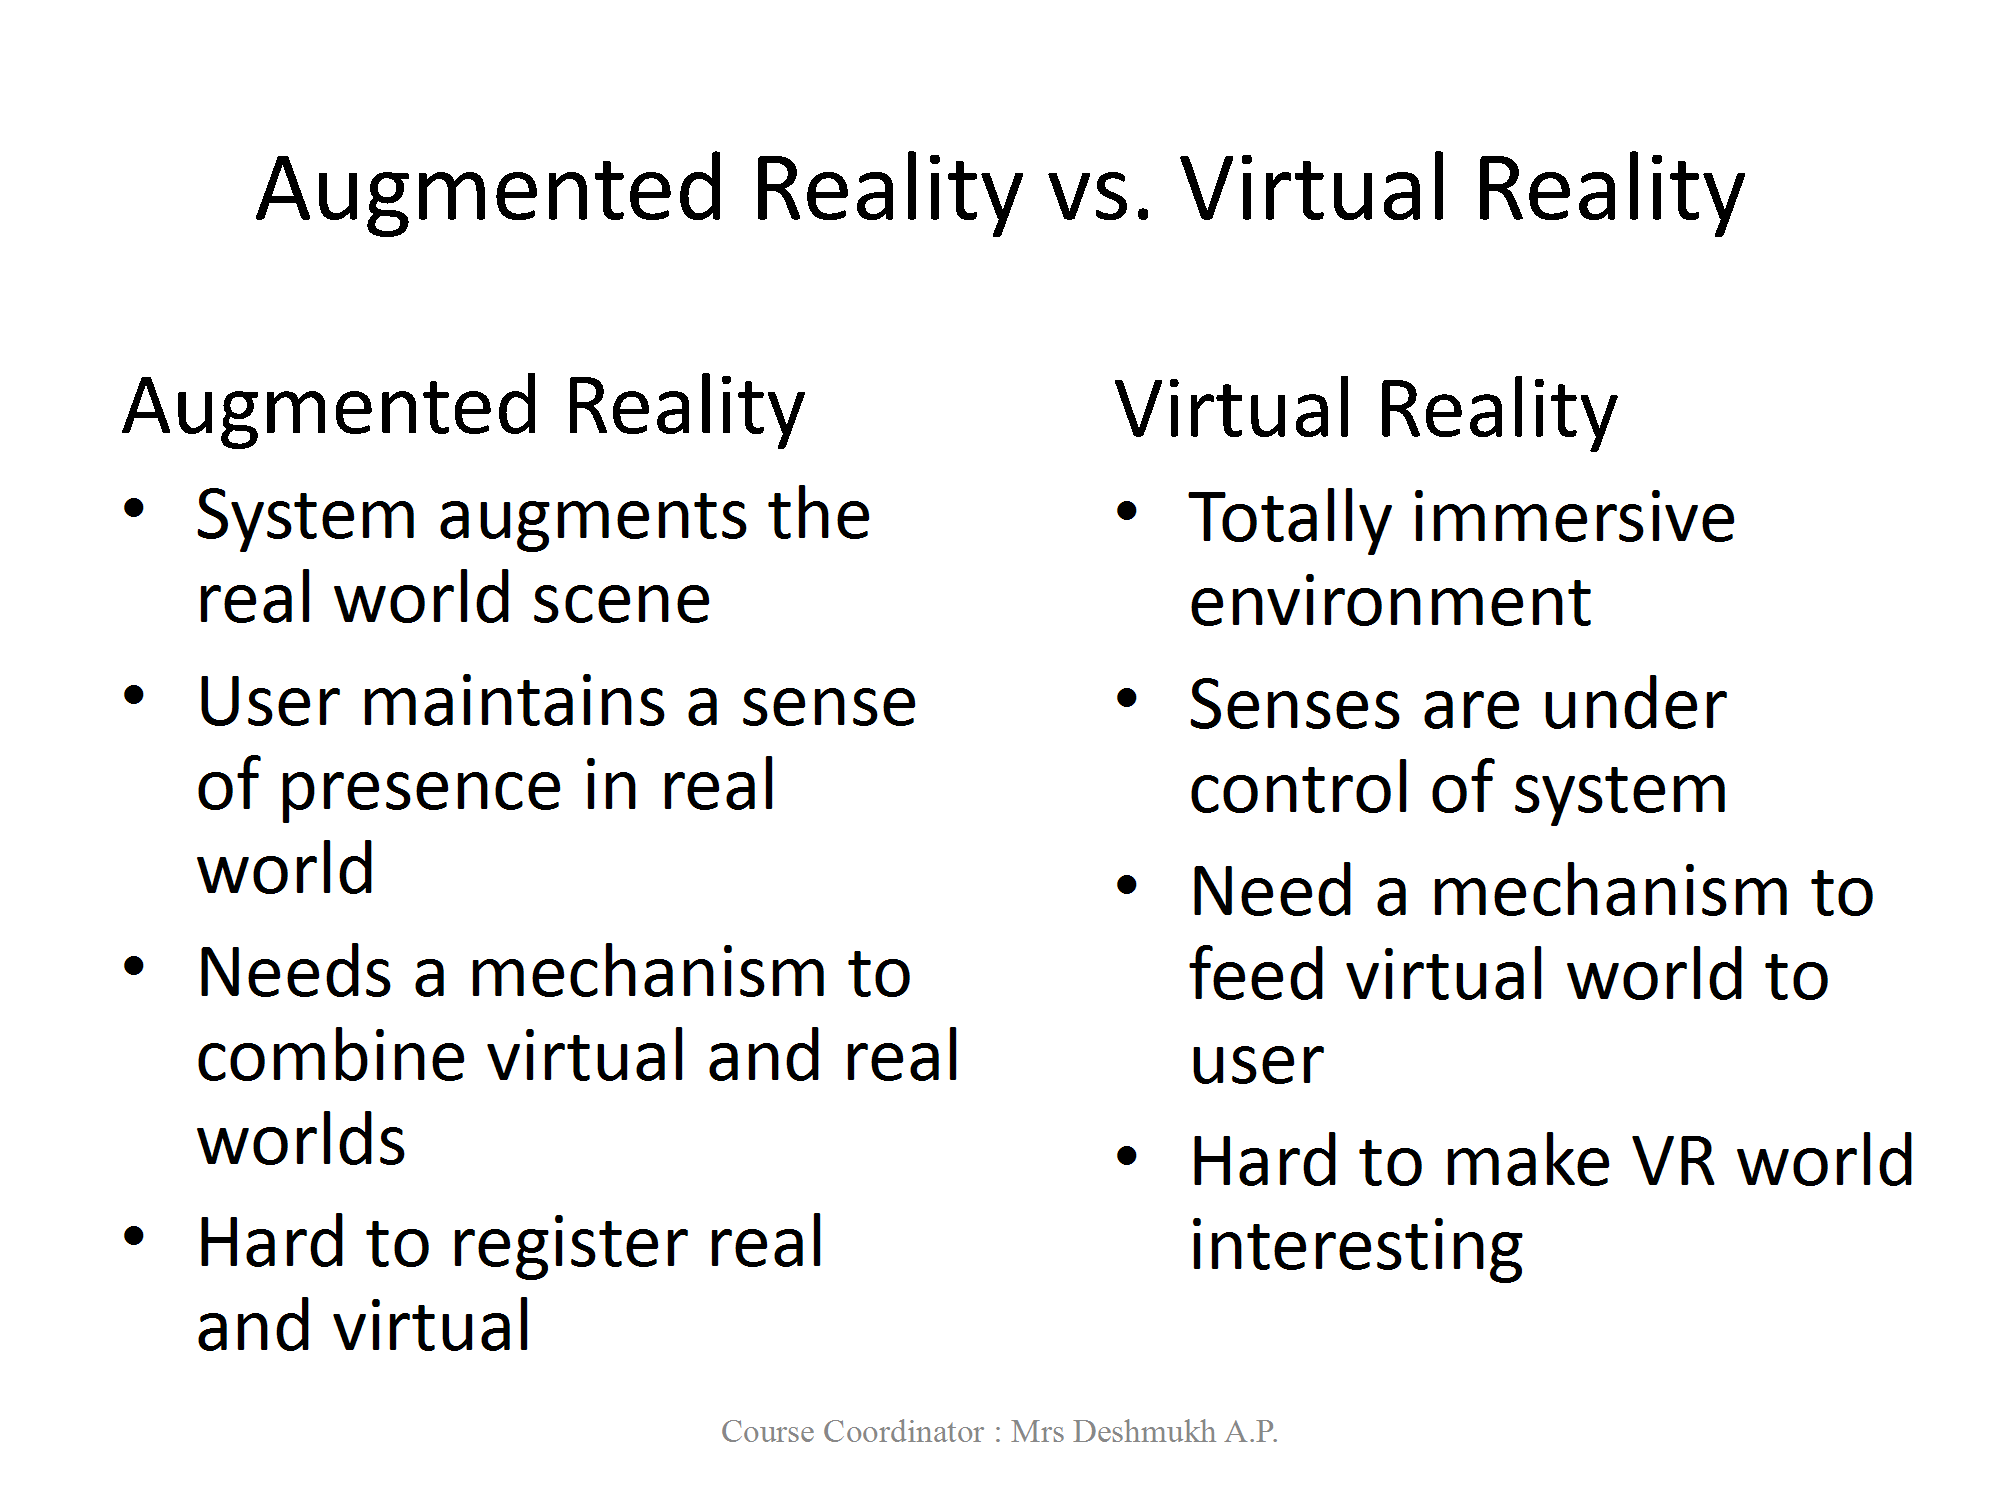 Augmented Reality vs. Virtual Reality
Augmented Reality
• System augments the
real world scene
• User maintains a sense
of presence in real
world
• Needs a mechanism to
combine virtual and real
worlds
• Hard to register real
and virtual
Virtual Reality
• Totally immersive
environment
• Senses are under
control of system
• Need a mechanism to
feed virtual world to
user
• Hard to make VR world
interesting
Course Coordinator : Mrs Deshmukh A.P.